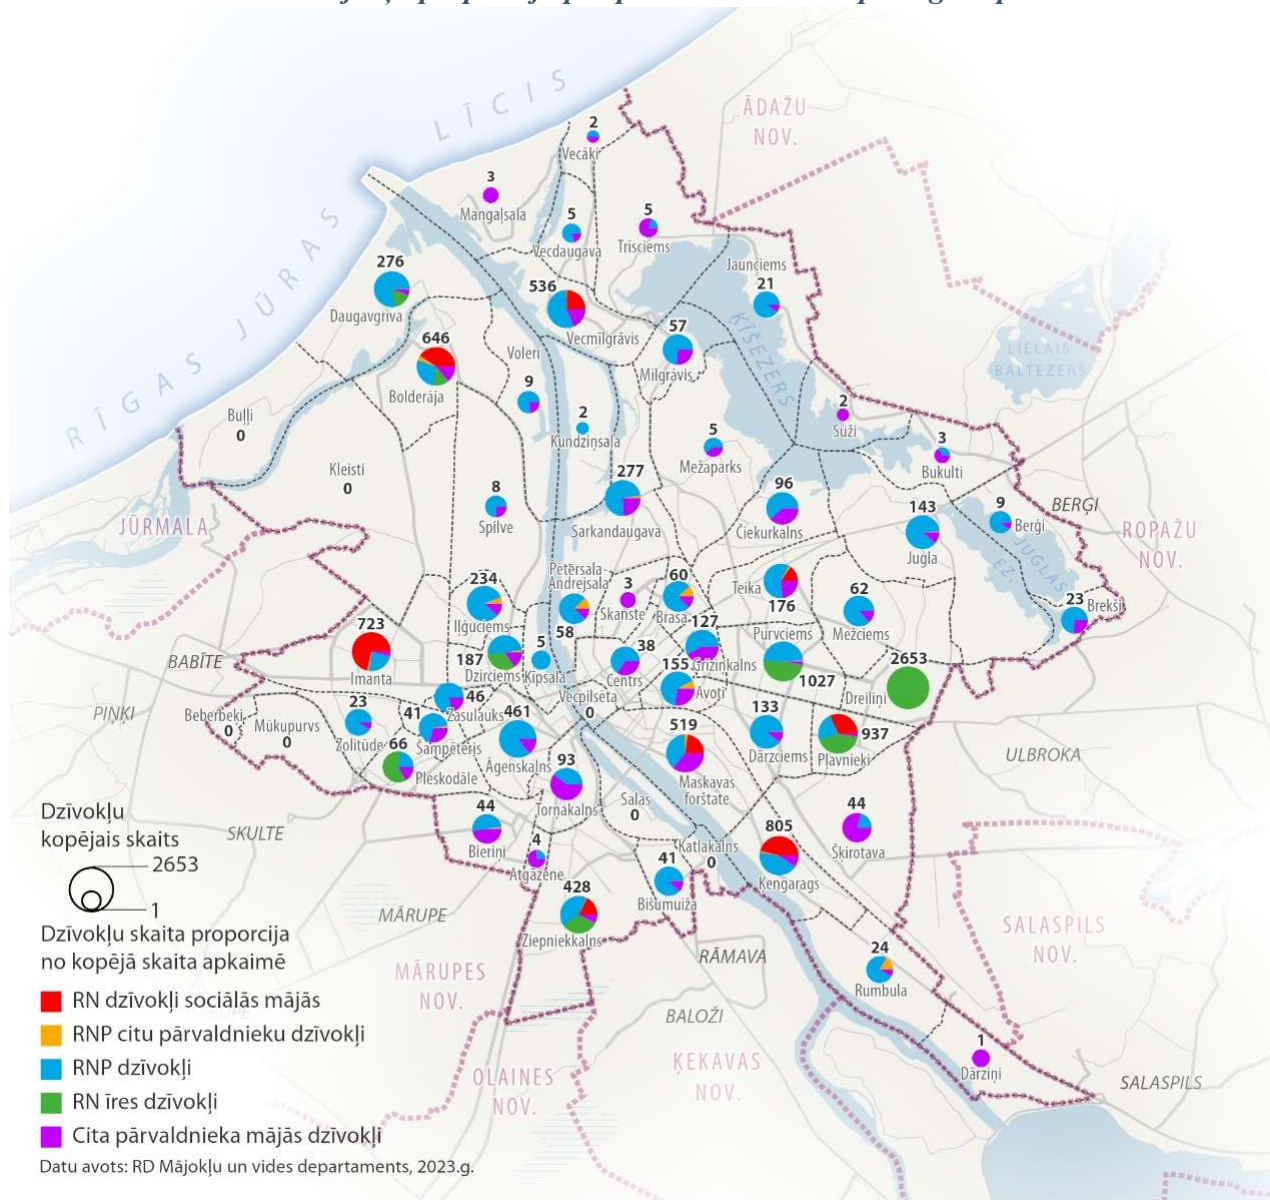 LĪCIS
RĪGAS JŪRAS
ĀDAŽU
NOV.
2
Vecāķi
3
Mangaļsala
5
Vecdaugava
5
Trīsciems
Jaunciems
21
276
Daugavgrīva
536
Vecmīlgrāvis
ĶĪŠEZERS
57
Mīlgrāvis
LIELAIS
BALTEZERS
646
Bolderāja
Voleri
9
2
Kundziņsala
5
Mežaparks
2
Suži
3
Bukulti
Buļļi
0
Kleisti
0
8
Spilve
277
Sarkandaugava
96
Čiekurkalns
143
Jugla
9
Berģi
BERĢI
JUGLAS
EZ.
ROPAŽU
NOV.
JŪRMALA
234
Iļģuciems
Pētersala-
Andrejsala
58
3
Skanste
60
Brasa
Teika
176
62
Mežciems
23
Brekši
723
Imanta
BABĪTE
187
Dzirciems
5
Ķīpsala
38
Centrs
127
Grīziņkalns
155
Avoti
Purvciems
1027
2653
Dreiliņi
PIŅĶI
Beberbeķi
0
Mūkupurvs
0
23
Zolitūde
46
Zasulauks
41
Šampēteris
66
Pleskodāle
461
Āgenskalns
Vecpilsēta
0
519
Maskavas
forštate
133
Dārzciems
937
Pļavnieki
ULBROKA
93
Torņakalns
Salas
0
44
Bieriņi
4
Atgāzene
41
Bišumuiža
Katlakalns
0
805
Ķengarags
44
Šķirotava
SKULTE
428
Ziepniekkalns
MĀRUPE
MĀRUPES
NOV.
RĀMAVA
24
Rumbula
SALASPILS
NOV.
BALOŽI
ĶEKAVAS
NOV.
OLAINES
NOV.
1
Dārziņi
SALASPILS
Dzīvokļu
kopējais skaits
2653
1
Dzīvokļu skaita proporcija
no kopējā skaita apkaimē
RN dzīvokļi sociālās mājās
RNP citu pārvaldnieku dzīvokļi
RNP dzīvokļi
RN īres dzīvokļi
Cita pārvaldnieka mājās dzīvokļi
Datu avots: RD Mājokļu un vides departaments, 2023.g.